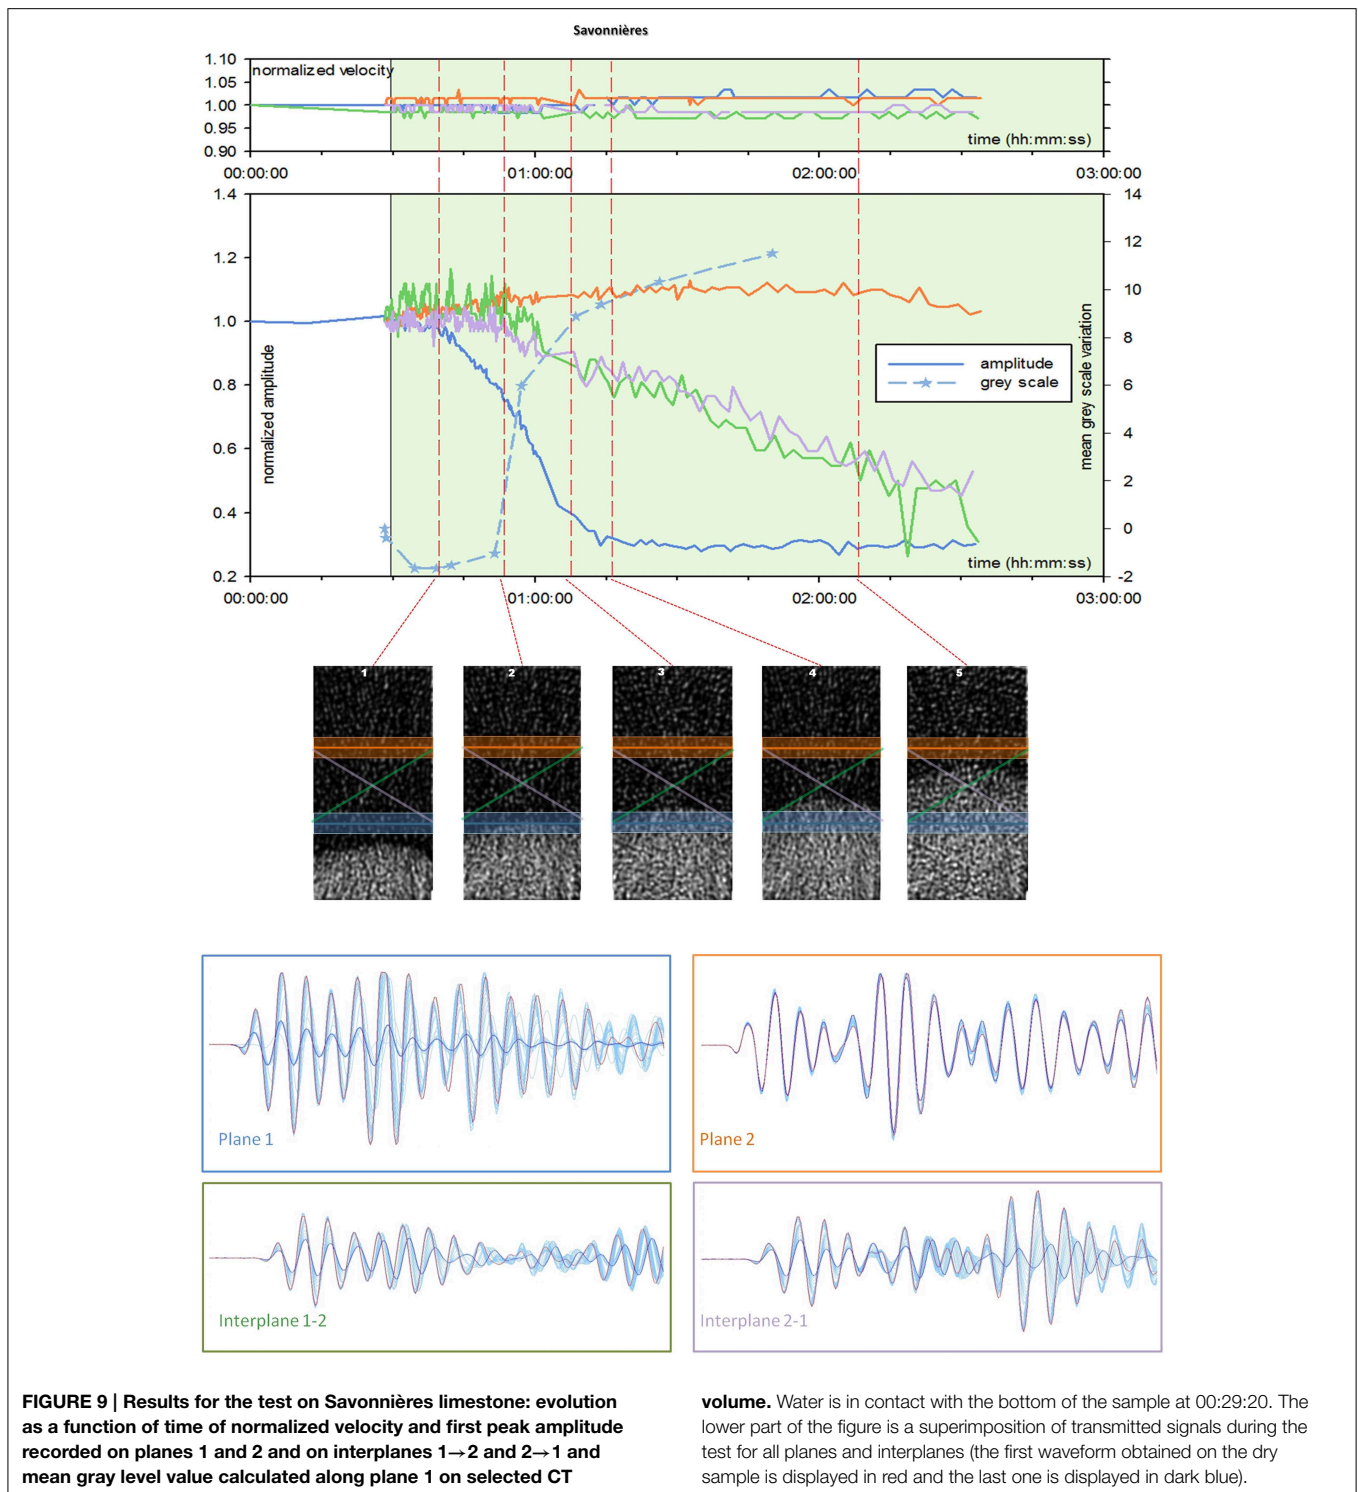 Savonnières
1.10
1.05
1.00
0.95
0.90
normalized velocity
time (hh:mm:ss)
00:00:00
01:00:00
02:00:00
03:00:00
1.4
1.2
1.0
0.8
0.6
0.4
0.2
normalized amplitude
14
12
10
8
6
4
2
0
-2
mean grey scale variation
amplitude
grey scale
time (hh:mm:ss)
00:00:00
01:00:00
02:00:00
03:00:00
1
2
3
4
5
Plane 1
Plane 2
Interplane 1-2
Interplane 2-1
FIGURE 9 | Results for the test on Savonnières limestone: evolution
as a function of time of normalized velocity and first peak amplitude
recorded on planes 1 and 2 and on interplanes 1→2 and 2→1 and
mean gray level value calculated along plane 1 on selected CT
volume. Water is in contact with the bottom of the sample at 00:29:20. The
lower part of the figure is a superimposition of transmitted signals during the
test for all planes and interplanes (the first waveform obtained on the dry
sample is displayed in red and the last one is displayed in dark blue).